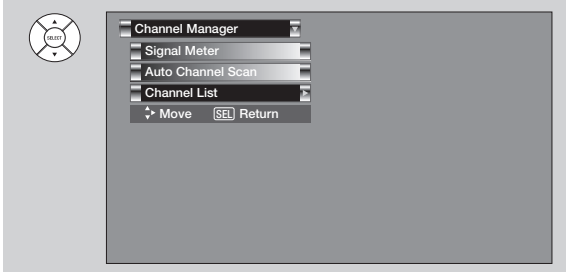 SELECT
Channel Manager
Signal Meter
Auto Channel Scan
Channel List
Move SEL Return